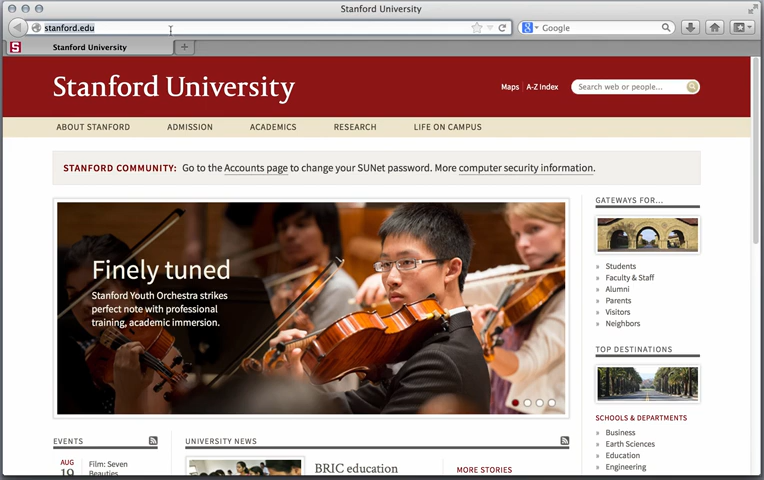 Stanford University
stanford.edu
Google
S
Stanford University
Stanford University
Maps
A-Z Index
Search web or people...
ABOUT STANFORD
ADMISSION
ACADEMICS
RESEARCH
LIFE ON CAMPUS
STANFORD COMMUNITY: Go to the Accounts page to change your SUNet password. More computer security information.
Finely tuned
Stanford Youth Orchestra strikes
perfect note with professional
training, academic immersion.
GATEWAYS FOR...
» Students
» Faculty & Staff
» Alumni
» Parents
» Visitors
» Neighbors
TOP DESTINATIONS
SCHOOLS & DEPARTMENTS
» Business
» Earth Sciences
» Education
» Engineering
EVENTS
AUG
19
Film: Seven
Beauties
UNIVERSITY NEWS
BRIC education
MORE STORIES